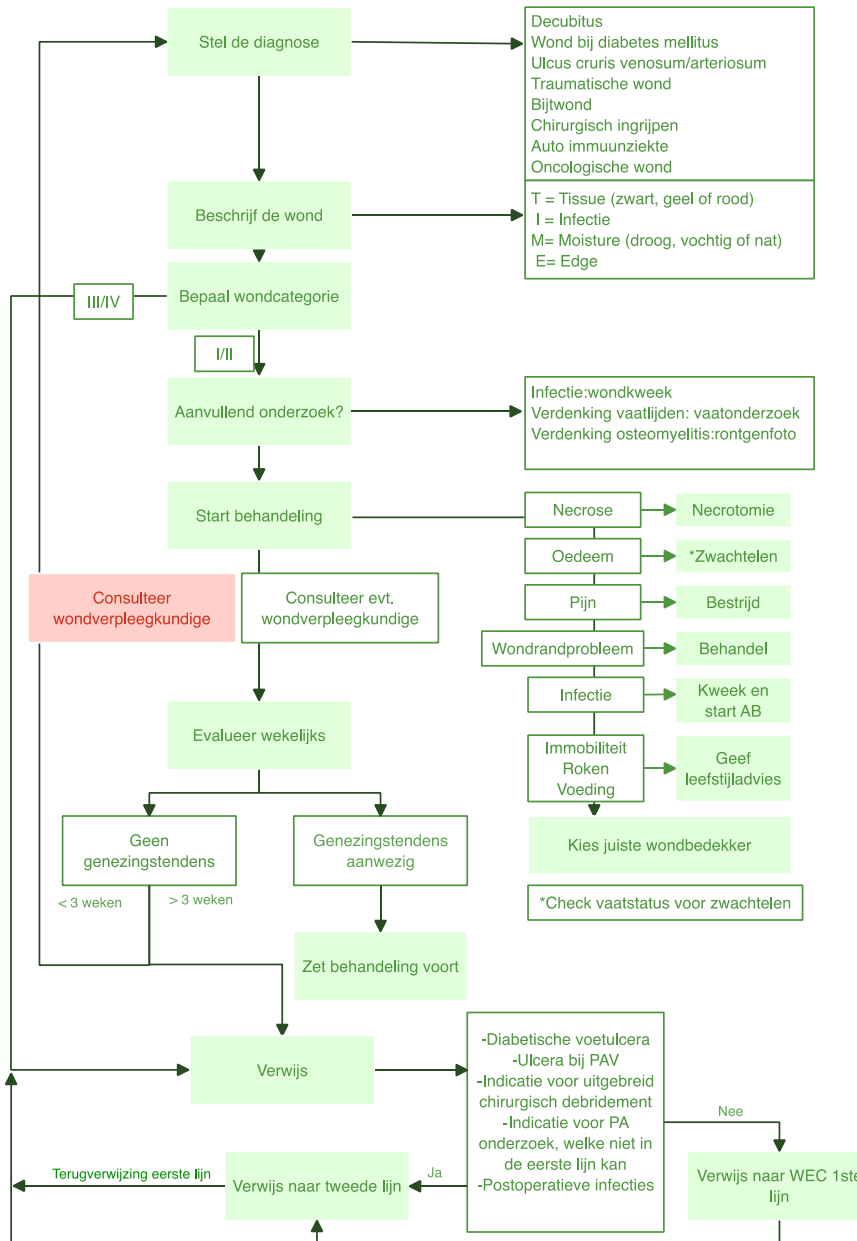 Stel de diagnose
Decubitus
Wond bij diabetes mellitus
Ulcus cruris venosum/arteriosum
Traumatische wond
Bijtwond
Chirurgisch ingrijpen
Auto immuunziekte
Oncologische wond
Beschrijf de wond
T = Tissue (zwart, geel of rood)
I = Infectie
M= Moisture (droog, vochtig of nat)
E= Edge
III/IV
Bepaal wondcategorie
I/II
Aanvullend onderzoek?
Infectie:wondkweek
Verdenking vaatlijden: vaatonderzoek
Verdenking osteomyelitis:rontgenfoto
Start behandeling
Necrose
Necrotomie
Oedeem
*Zwachtelen
Consulteer
wondverpleegkundige
Consulteer evt.
wondverpleegkundige
Pijn
Bestrijd
Wondrandprobleem
Behandel
Infectie
Kweek en
start AB
Evalueer wekelijks
Immobiliteit
Roken
Voeding
Geef
leefstijladvies
Geen
genezingstendens
Genezingstendens
aanwezig
Kies juiste wondbedekker
< 3 weken
> 3 weken
*Check vaatstatus voor zwachtelen
Zet behandeling voort
Verwijs
-Diabetische voetulcera
-Ulcera bij PAV
-Indicatie voor uitgebreid
chirurgisch debridement
-Indicatie voor PA
onderzoek, welke niet in
de eerste lijn kan
-Postoperatieve infecties
Nee
Terugverwijzing eerste lijn
Verwijs naar tweede lijn
Ja
Verwijs naar WEC 1ste
lijn